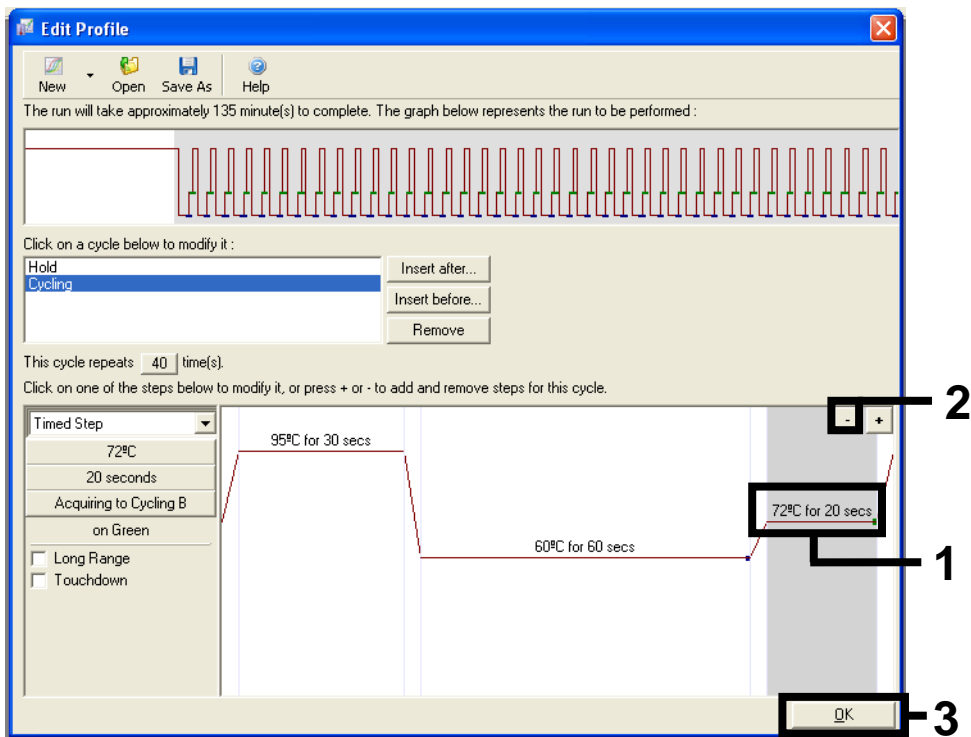 Edit Profile
New Open Save As Help
The run will take approximately 135 minute(s) to complete. The graph below represents the run to be performed :
Click on a cycle below to modify it :
Hold
Cycling
Insert after...
Insert before...
Remove
This cycle repeats 40 time(s).
Click on one of the steps below to modify it, or press + or - to add and remove steps for this cycle.
Timed Step
72ºC
20 seconds
Acquiring to Cycling B
on Green
Long Range
Touchdown
95ºC for 30 secs
60ºC for 60 secs
72ºC for 20 secs
- +
2
1
OK
3